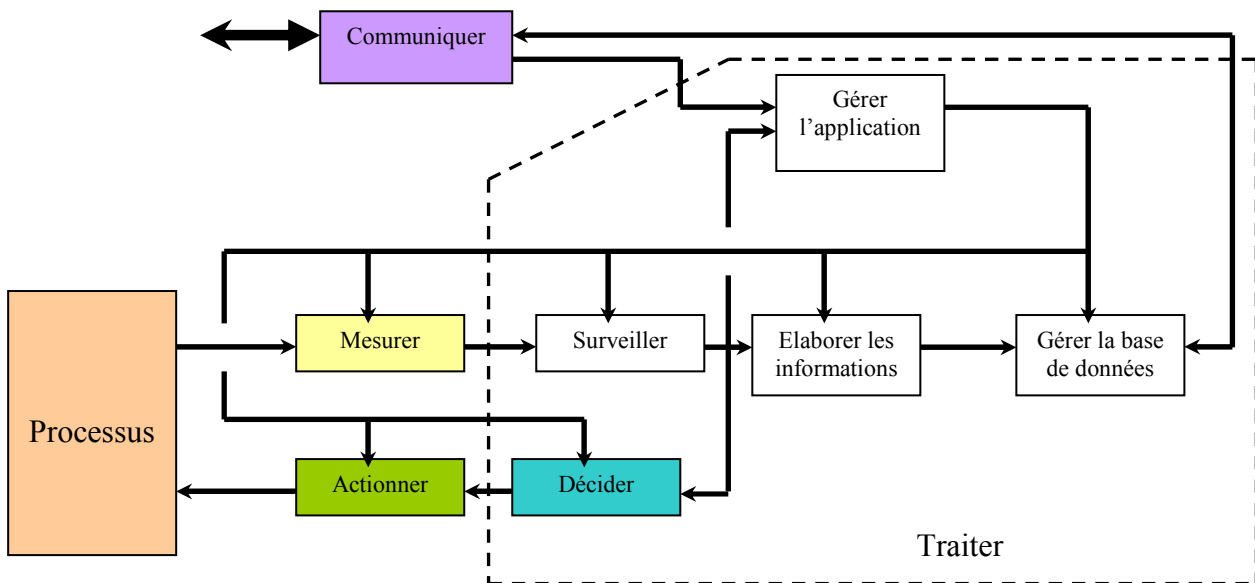 Communiquer
Gérer
l’application
Processus
Mesurer
Surveiller
Elaborer les
informations
Gérer la base
de données
Actionner
Décider
Traiter